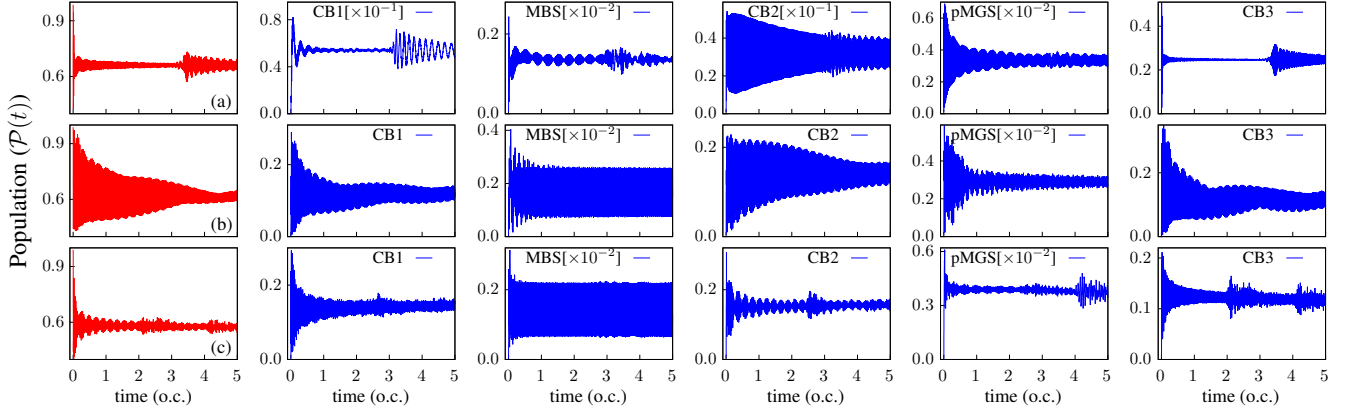 CB1[×10⁻¹] MBS[×10⁻²] CB2[×10⁻¹] pMGS[×10⁻²] CB3
0.9 0.6 (a)
0.8 0.4 0.0
0.2 0.0
0.4 0.2 0.0
0.6 0.4 0.2 0.0
0.4 0.2 0.0
Population (𝒫(t))
CB1 MBS[×10⁻²] CB2 pMGS[×10⁻²] CB3
0.9 0.6 (b)
0.2 0.0
0.4 0.2 0.0
0.2 0.0
0.6 0.4 0.2 0.0
0.2 0.0
CB1 MBS[×10⁻²] CB2 pMGS[×10⁻²] CB3
0.9 0.6 (c)
0.2 0.0
0.2 0.0
0.2 0.0
0.6 0.3 0.0
0.2 0.1 0.0
0 1 2 3 4 5 0 1 2 3 4 5 0 1 2 3 4 5 0 1 2 3 4 5 0 1 2 3 4 5 0 1 2 3 4 5
time (o.c.) time (o.c.) time (o.c.) time (o.c.) time (o.c.) time (o.c.)